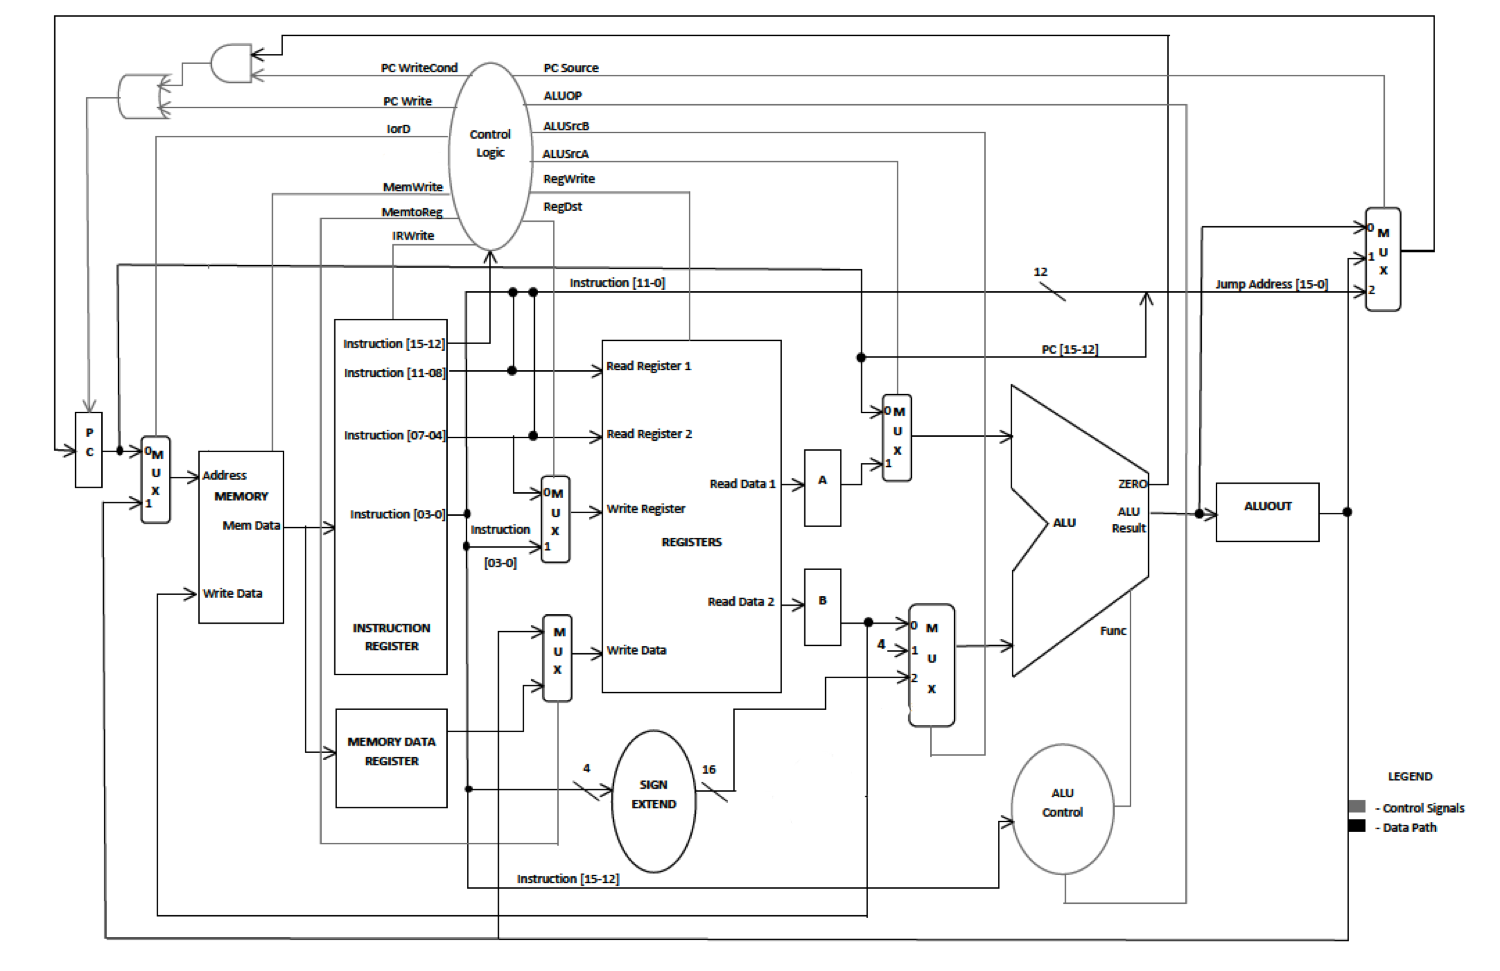 PC WriteCond
PC Source
PC Write
ALUOP
IorD
Control
Logic
ALUSrcB
ALUSrcA
MemWrite
RegWrite
MemtoReg
RegDst
IRWrite
0
M
1
U
X
2
12
Instruction [11-0]
Jump Address [15-0]
Instruction [15-12]
PC [15-12]
Instruction [11-08]
Read Register 1
Instruction [07-04]
Read Register 2
P
C
0
M
U
X
1
0
M
U
X
1
Address
MEMORY
Mem Data
Write Data
Read Data 1
A
ZERO
ALU
Result
ALU
ALUOUT
Instruction [03-0]
0
M
U
X
1
Write Register
Instruction
[03-0]
REGISTERS
Read Data 2
B
INSTRUCTION
REGISTER
M
U
X
Write Data
0
M
4
1
U
2
X
Func
MEMORY DATA
REGISTER
4
16
SIGN
EXTEND
ALU
Control
LEGEND
- Control Signals
- Data Path
Instruction [15-12]